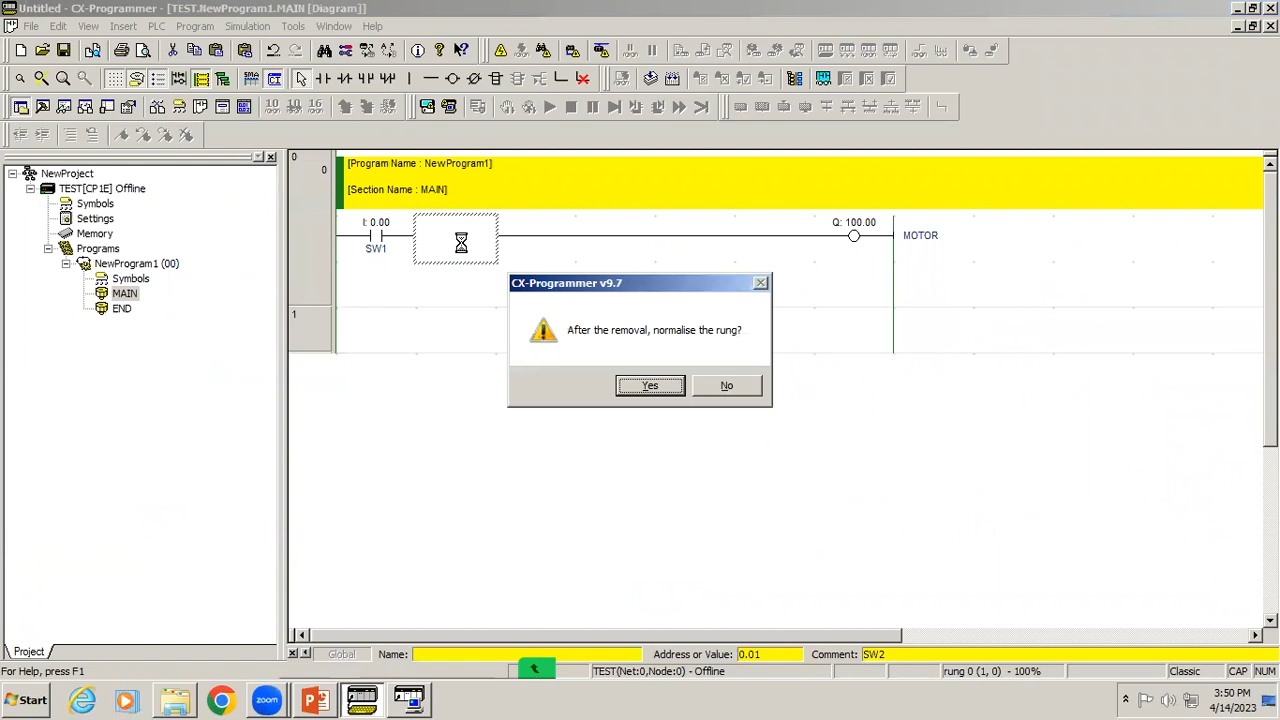 Untitled - CX-Programmer - [TEST.NewProgram1.MAIN [Diagram]]
File Edit View Insert PLC Program Simulation Tools Window Help
10 10 16
NewProject
TEST[CP1E] Offline
Symbols
Settings
Memory
Programs
NewProgram1 (00)
Symbols
MAIN
END
Project
0
0
[Program Name : NewProgram1]
[Section Name : MAIN]
I: 0.00
SW1
Q: 100.00
MOTOR
1
CX-Programmer v9.7
After the removal, normalise the rung?
Yes No
Global Name: Address or Value: 0.01 Comment: SW2
For Help, press F1 TEST(Net:0,Node:0) - Offline rung 0 (1, 0) - 100% Classic CAP NUM
Start zoom 3:50 PM
4/14/2023